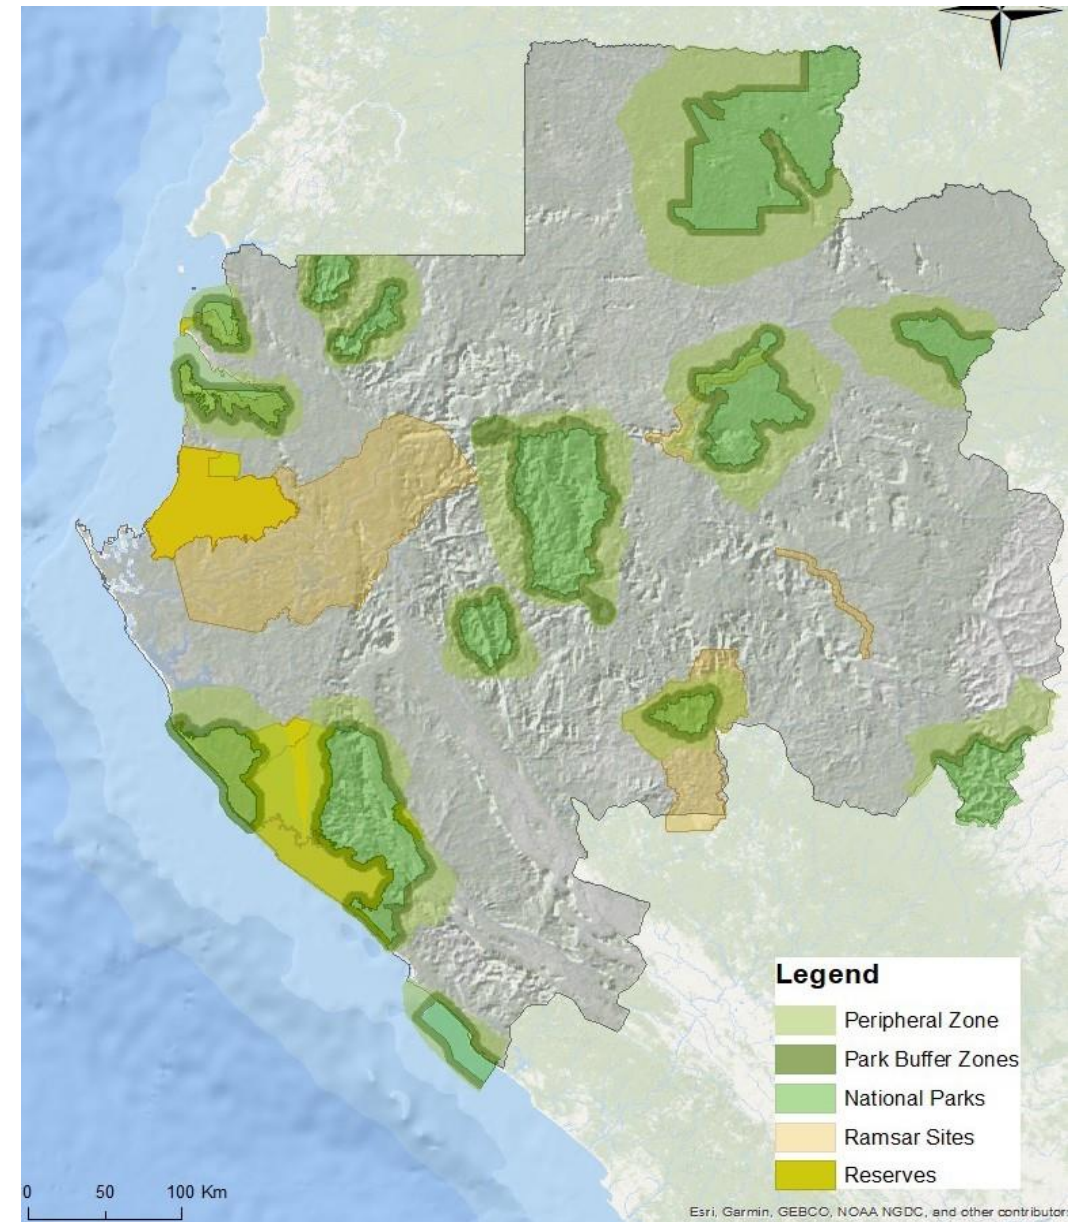 Legend
Peripheral Zone
Park Buffer Zones
National Parks
Ramsar Sites
Reserves
0 50 100 Km
Esri, Garmin, GEBCO, NOAA NGDC, and other contributors